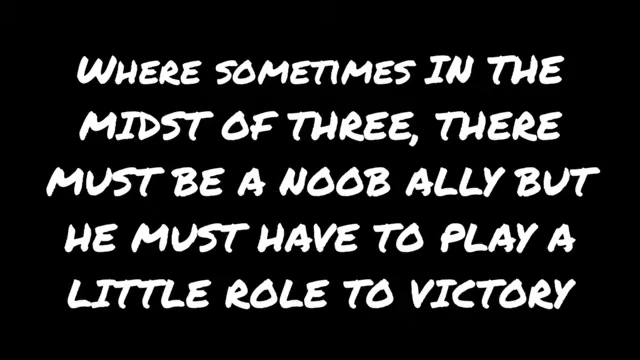 Where sometimes IN THE
MIDST OF THREE, THERE
MUST BE A NOOB ALLY BUT
HE MUST HAVE TO PLAY A
LITTLE ROLE TO VICTORY